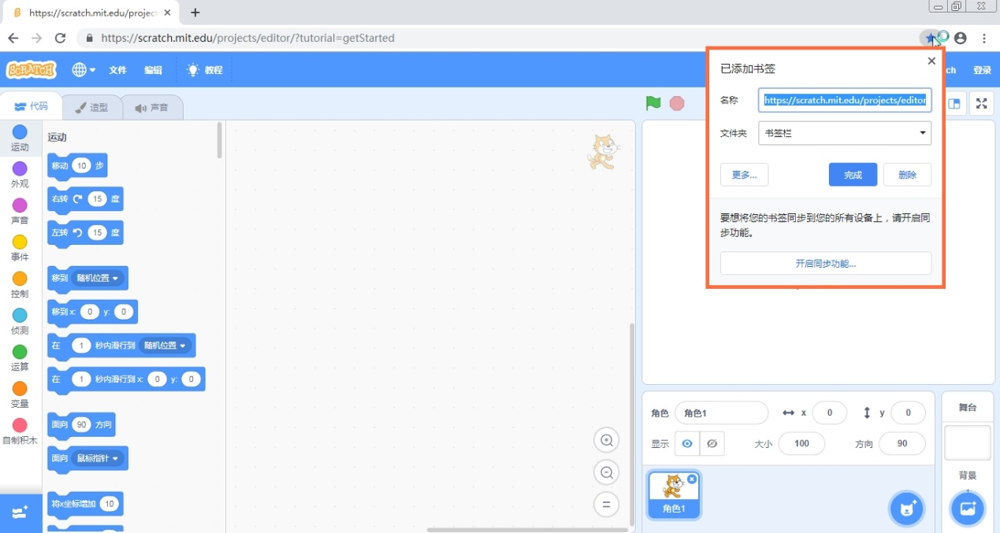 https://scratch.mit.edu/project
https://scratch.mit.edu/projects/editor/?tutorial=getStarted
SCRATCH 文件 编辑 教程
ch 登录
已添加书签
名称 https://scratch.mit.edu/projects/editor
文件夹 书签栏
更多... 完成 删除
要想将您的书签同步到您的所有设备上，请开启同
步功能。
开启同步功能...
代码 造型 声音
运动
外观
声音
事件
控制
侦测
运算
变量
自制积木
运动
移动 10 步
右转 15 度
左转 15 度
移到 随机位置
移到 x: 0 y: 0
在 1 秒内滑行到 随机位置
在 1 秒内滑行到 x: 0 y: 0
面向 90 方向
面向 鼠标指针
将x坐标增加 10
角色 角色1 x 0 y 0
显示 大小 100 方向 90
角色1
舞台
背景